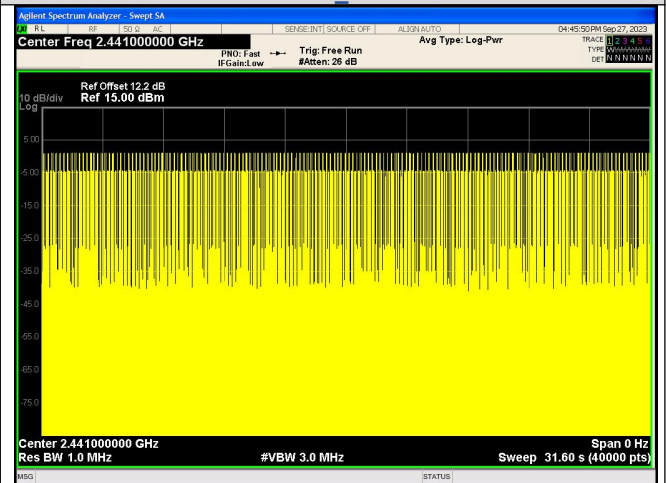 Agilent Spectrum Analyzer - Swept SA
RL RF 50 Ω AC SENSE:INT SOURCE OFF ALIGN AUTO 04:45:50 PM Sep 27, 2023
Center Freq 2.441000000 GHz
Avg Type: Log-Pwr
TRACE 1 2 3 4 5 6
PNO: Fast Trig: Free Run
TYPE
IFGain:Low #Atten: 26 dB
DET N N N N N N
Ref Offset 12.2 dB
10 dB/div Ref 15.00 dBm
Log
5.00
-5.00
-15.0
-25.0
-35.0
-45.0
-55.0
-65.0
-75.0
Center 2.441000000 GHz Span 0 Hz
Res BW 1.0 MHz #VBW 3.0 MHz Sweep 31.60 s (40000 pts)
MSG STATUS